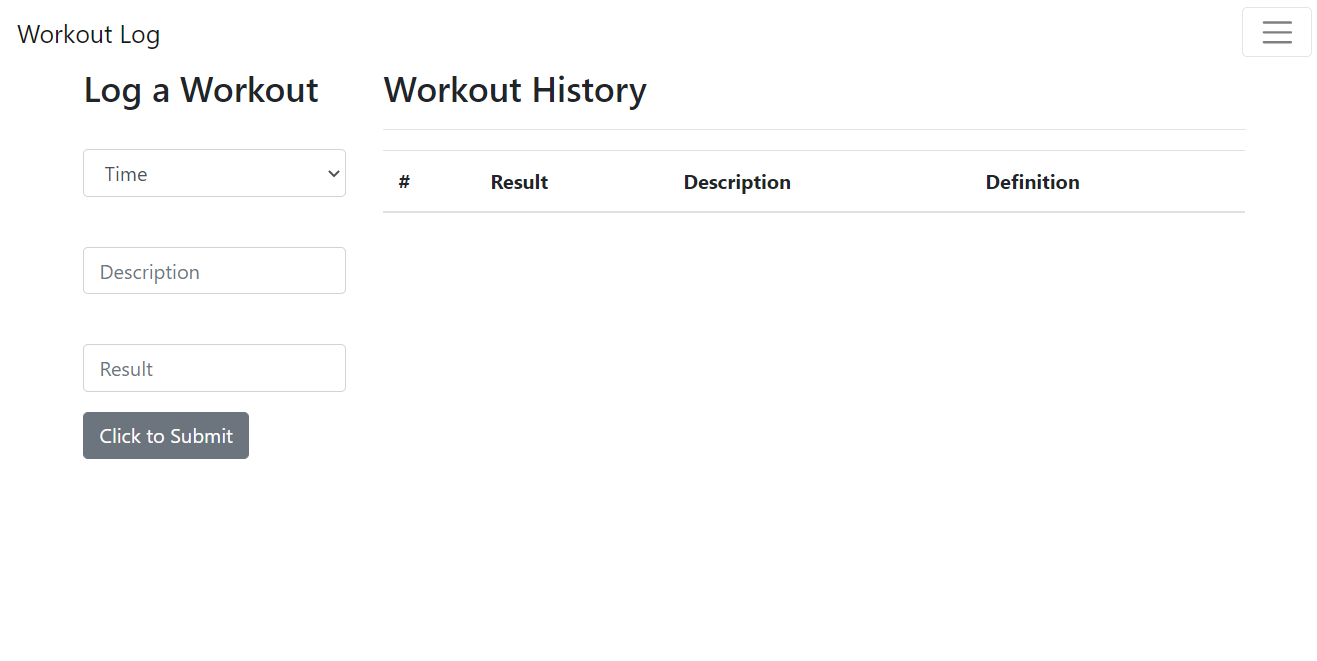 Workout Log
Log a Workout
Workout History
Time
Description
Result
Click to Submit
# Result Description Definition